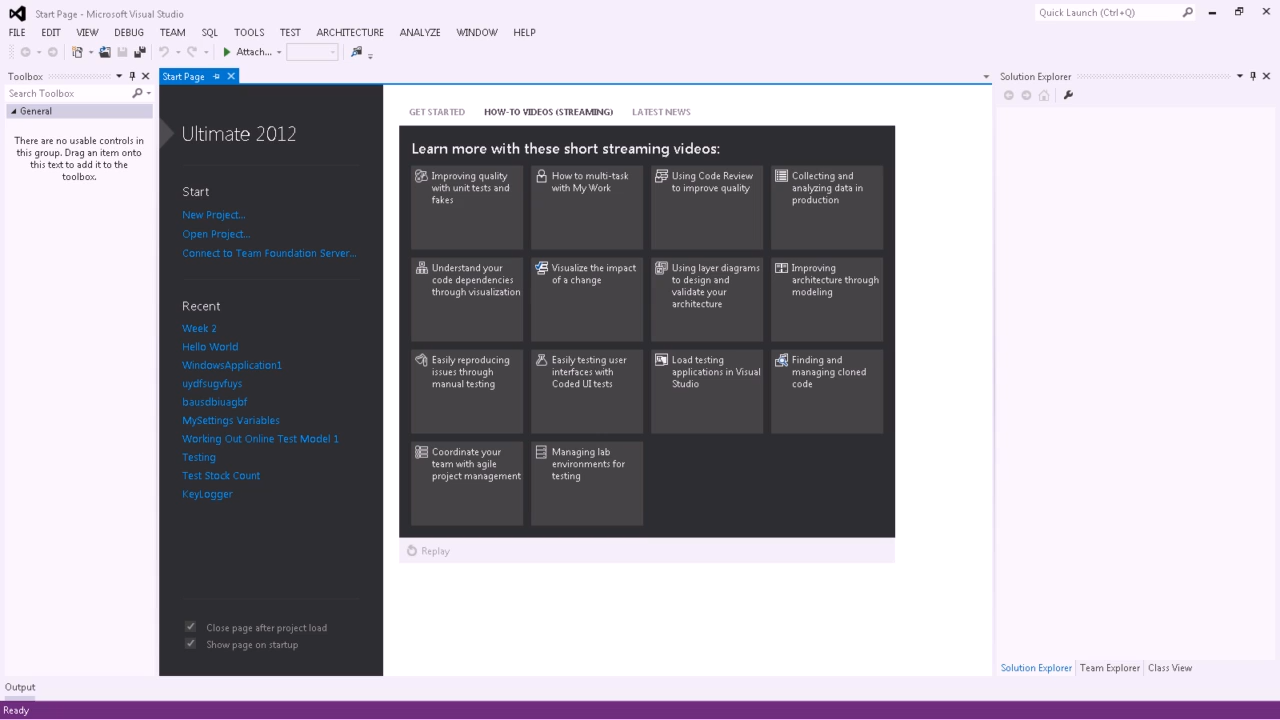 Start Page - Microsoft Visual Studio
Quick Launch (Ctrl+Q)
FILE EDIT VIEW DEBUG TEAM SQL TOOLS TEST ARCHITECTURE ANALYZE WINDOW HELP
Attach...
Toolbox
Start Page
Solution Explorer
Search Toolbox
General
There are no usable controls in
this group. Drag an item onto
this text to add it to the
toolbox.
Ultimate 2012
Start
New Project...
Open Project...
Connect to Team Foundation Server...
Recent
Week 2
Hello World
WindowsApplication1
uydfsugvfuys
bausdbiuagbf
MySettings Variables
Working Out Online Test Model 1
Testing
Test Stock Count
KeyLogger
Close page after project load
Show page on startup
GET STARTED HOW-TO VIDEOS (STREAMING) LATEST NEWS
Learn more with these short streaming videos:
Improving quality
with unit tests and
fakes
How to multi-task
with My Work
Using Code Review
to improve quality
Collecting and
analyzing data in
production
Understand your
code dependencies
through visualization
Visualize the impact
of a change
Using layer diagrams
to design and
validate your
architecture
Improving
architecture through
modeling
Easily reproducing
issues through
manual testing
Easily testing user
interfaces with
Coded UI tests
Load testing
applications in Visual
Studio
Finding and
managing cloned
code
Coordinate your
team with agile
project management
Managing lab
environments for
testing
Replay
Solution Explorer Team Explorer Class View
Output
Ready